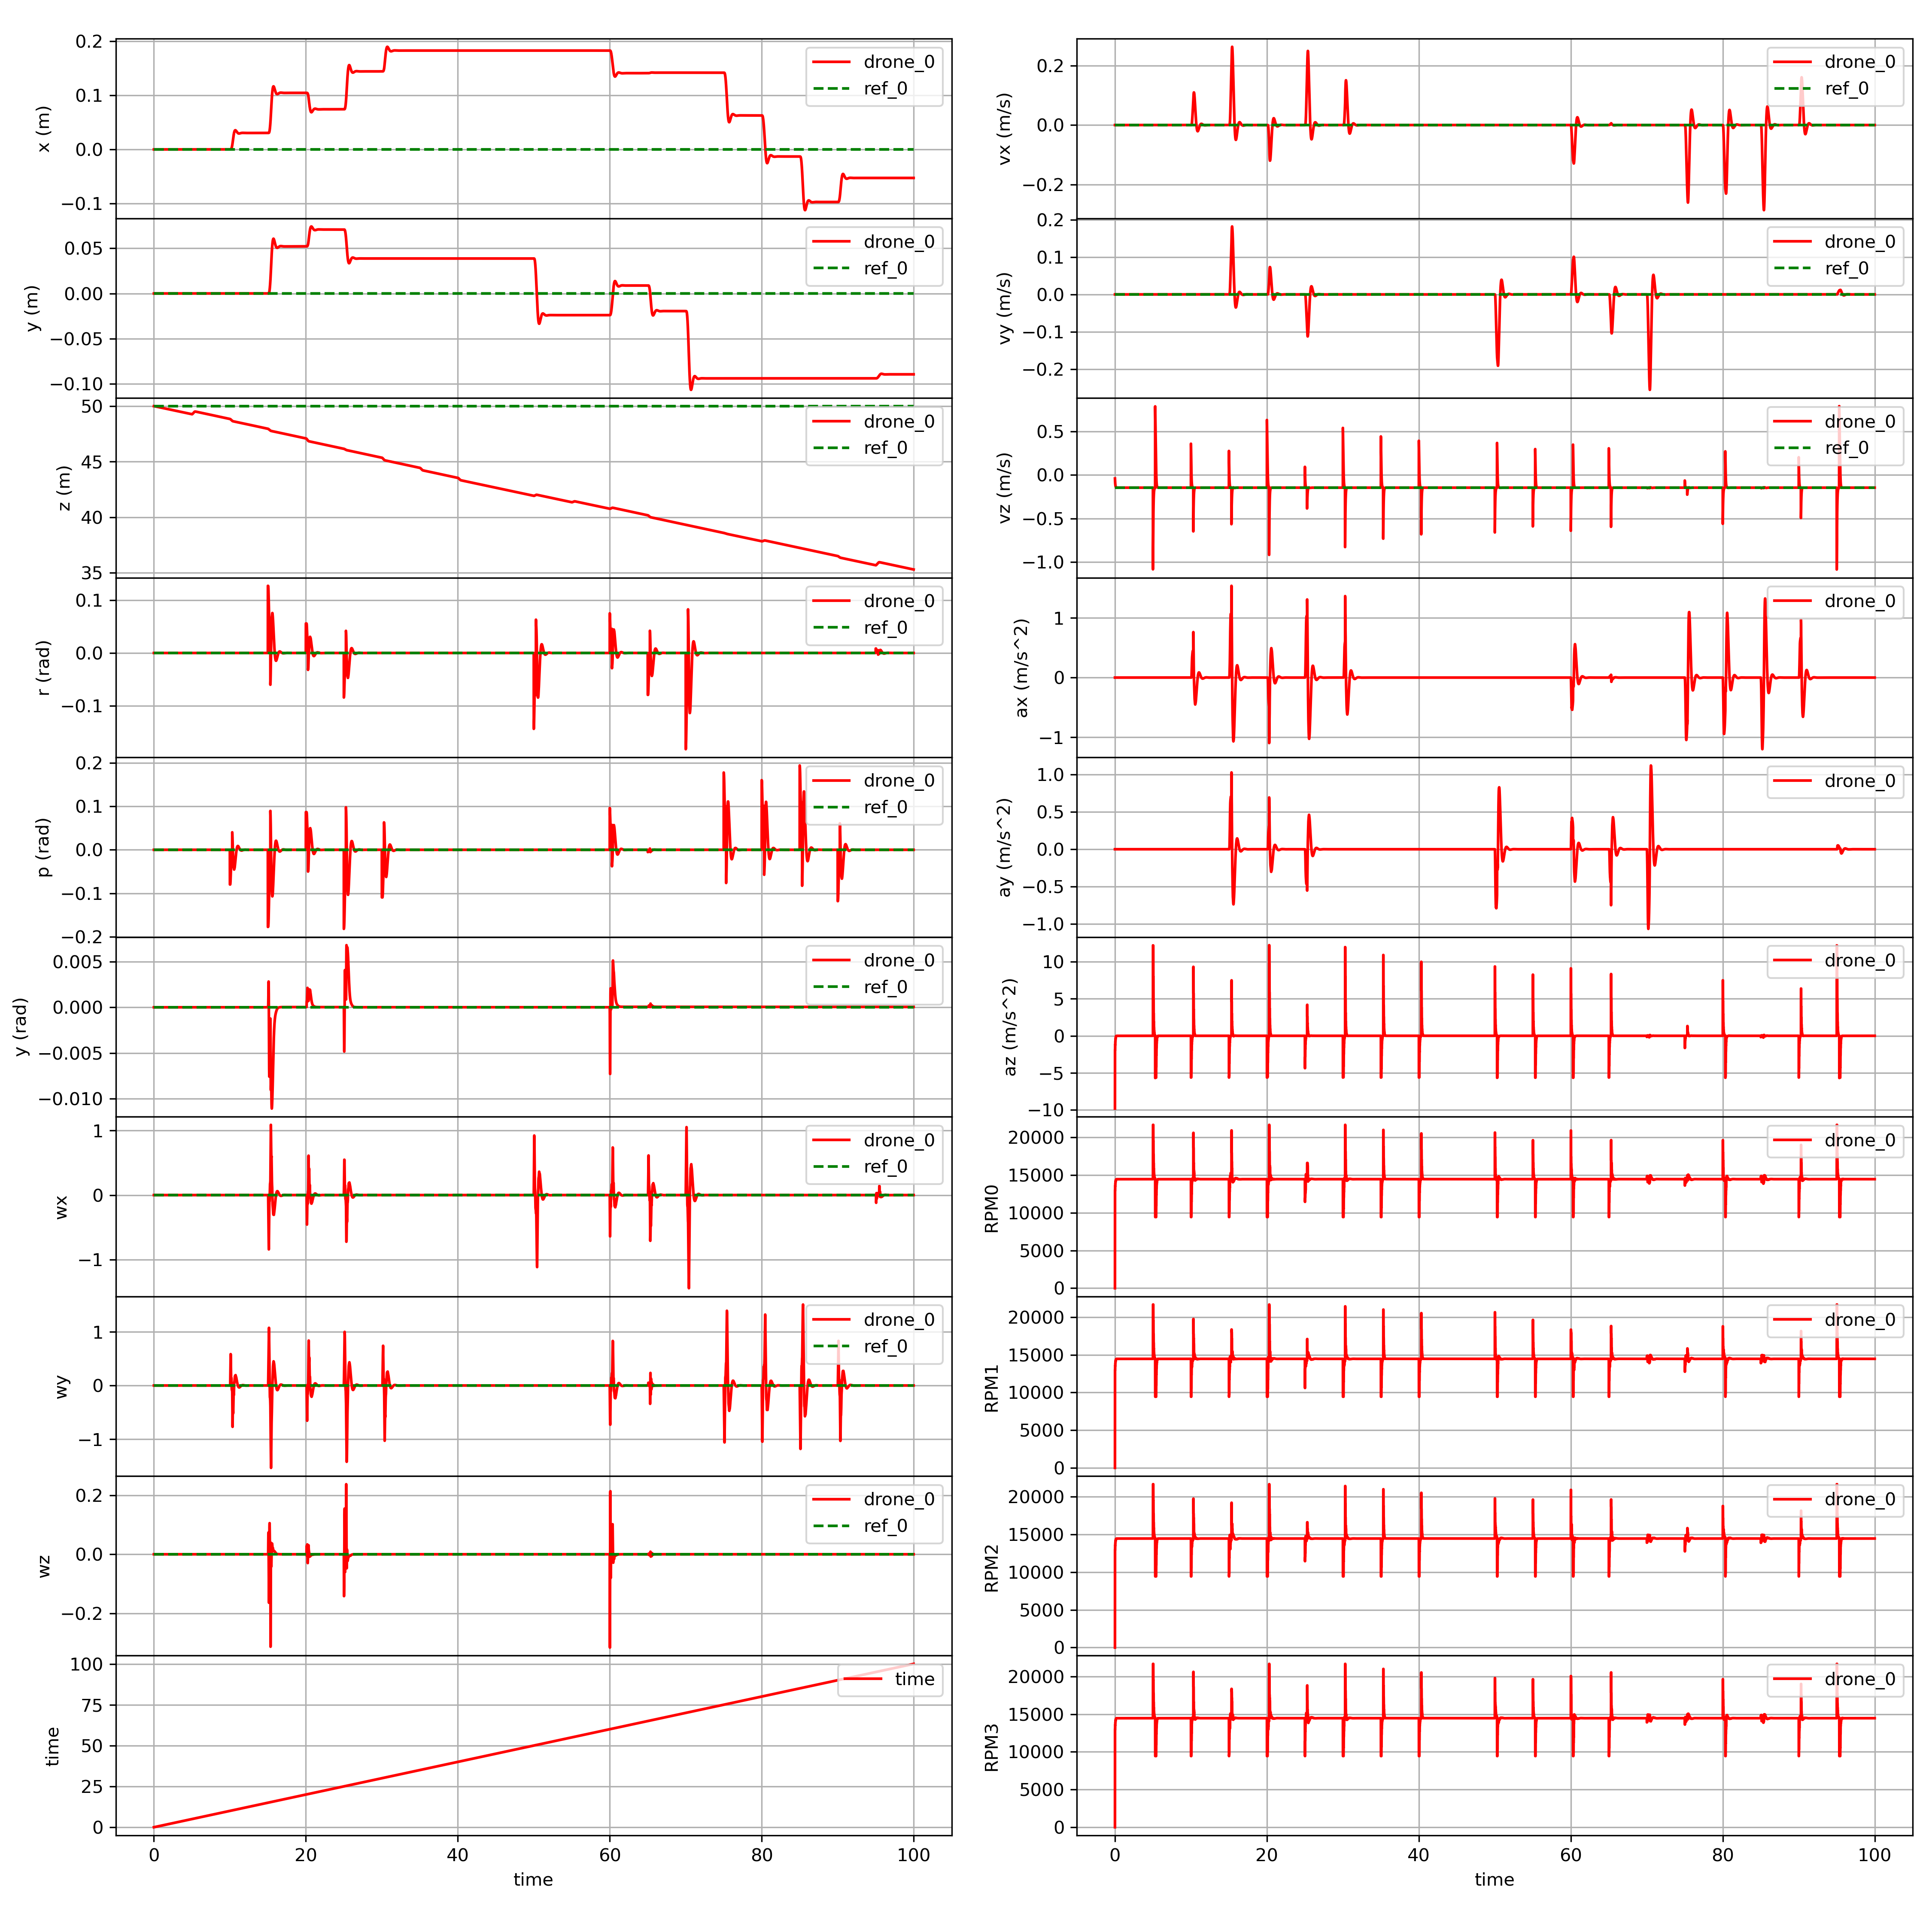 0.2
0.1
0.0
−0.1
x (m)
drone_0
ref_0
0.05
0.00
−0.05
−0.10
y (m)
drone_0
ref_0
50
45
40
35
z (m)
drone_0
ref_0
0.1
0.0
−0.1
r (rad)
drone_0
ref_0
0.2
0.1
0.0
−0.1
−0.2
p (rad)
drone_0
ref_0
0.005
0.000
−0.005
−0.010
y (rad)
drone_0
ref_0
1
0
−1
wx
drone_0
ref_0
1
0
−1
wy
drone_0
ref_0
0.2
0.0
−0.2
wz
drone_0
ref_0
100
75
50
25
0
time
time
0 20 40 60 80 100
time
0.2
0.0
−0.2
vx (m/s)
drone_0
ref_0
0.2
0.1
0.0
−0.1
−0.2
vy (m/s)
drone_0
ref_0
0.5
0.0
−0.5
−1.0
vz (m/s)
drone_0
ref_0
1
0
−1
ax (m/s^2)
drone_0
1.0
0.5
0.0
−0.5
−1.0
ay (m/s^2)
drone_0
10
5
0
−5
−10
az (m/s^2)
drone_0
20000
15000
10000
5000
0
RPM0
drone_0
20000
15000
10000
5000
0
RPM1
drone_0
20000
15000
10000
5000
0
RPM2
drone_0
20000
15000
10000
5000
0
RPM3
drone_0
0 20 40 60 80 100
time